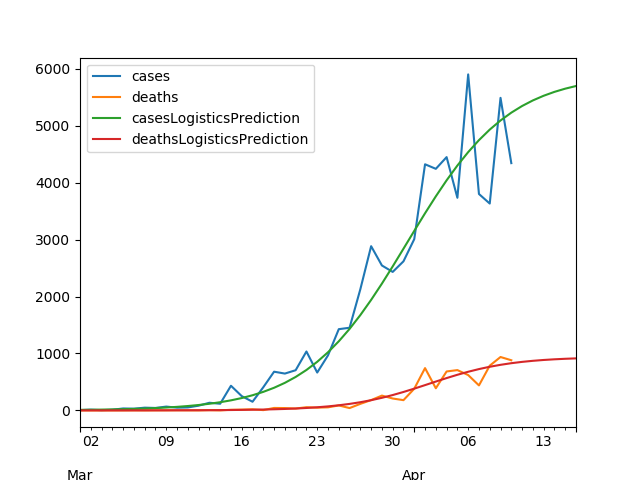 6000
5000
4000
3000
2000
1000
0
cases
deaths
casesLogisticsPrediction
deathsLogisticsPrediction
02 09 16 23 30 06 13
Mar Apr